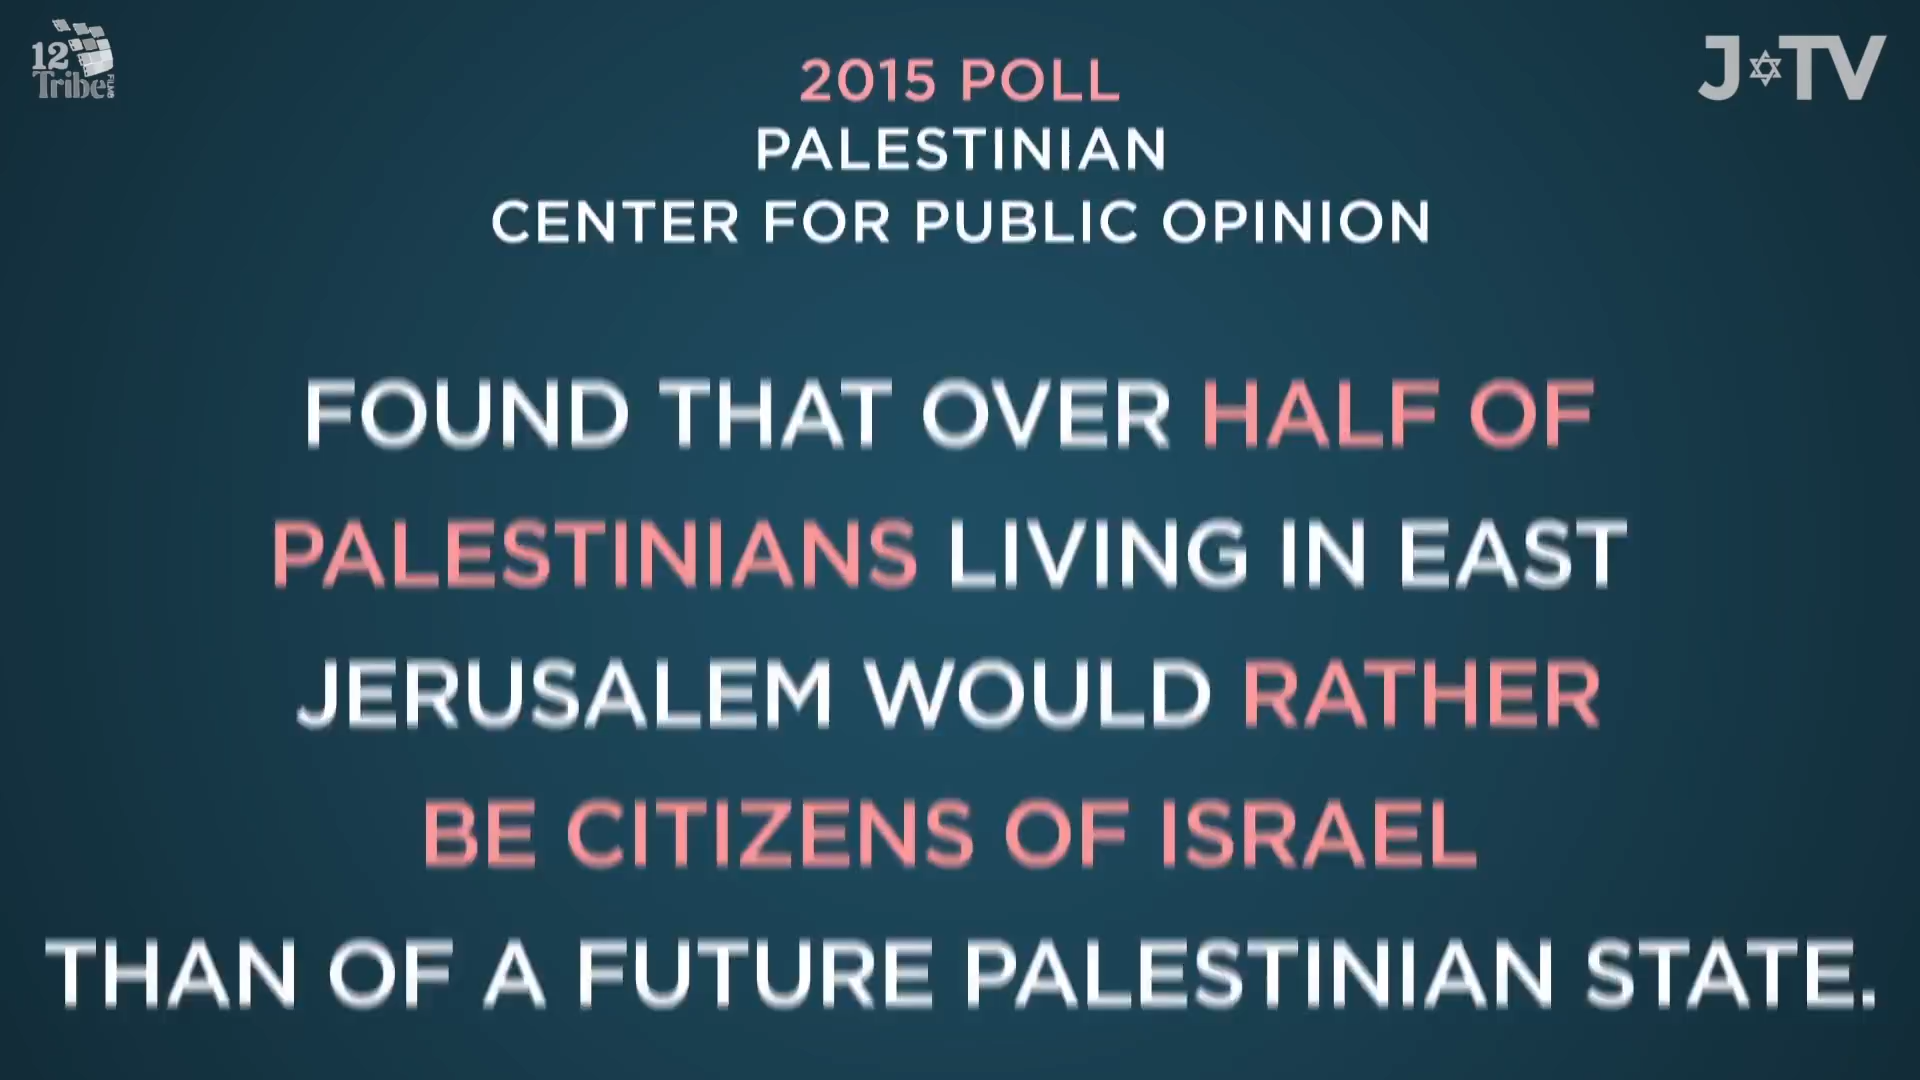 12
Tribe
FILMS
J TV
2015 POLL
PALESTINIAN
CENTER FOR PUBLIC OPINION
FOUND THAT OVER HALF OF
PALESTINIANS LIVING IN EAST
JERUSALEM WOULD RATHER
BE CITIZENS OF ISRAEL
THAN OF A FUTURE PALESTINIAN STATE.